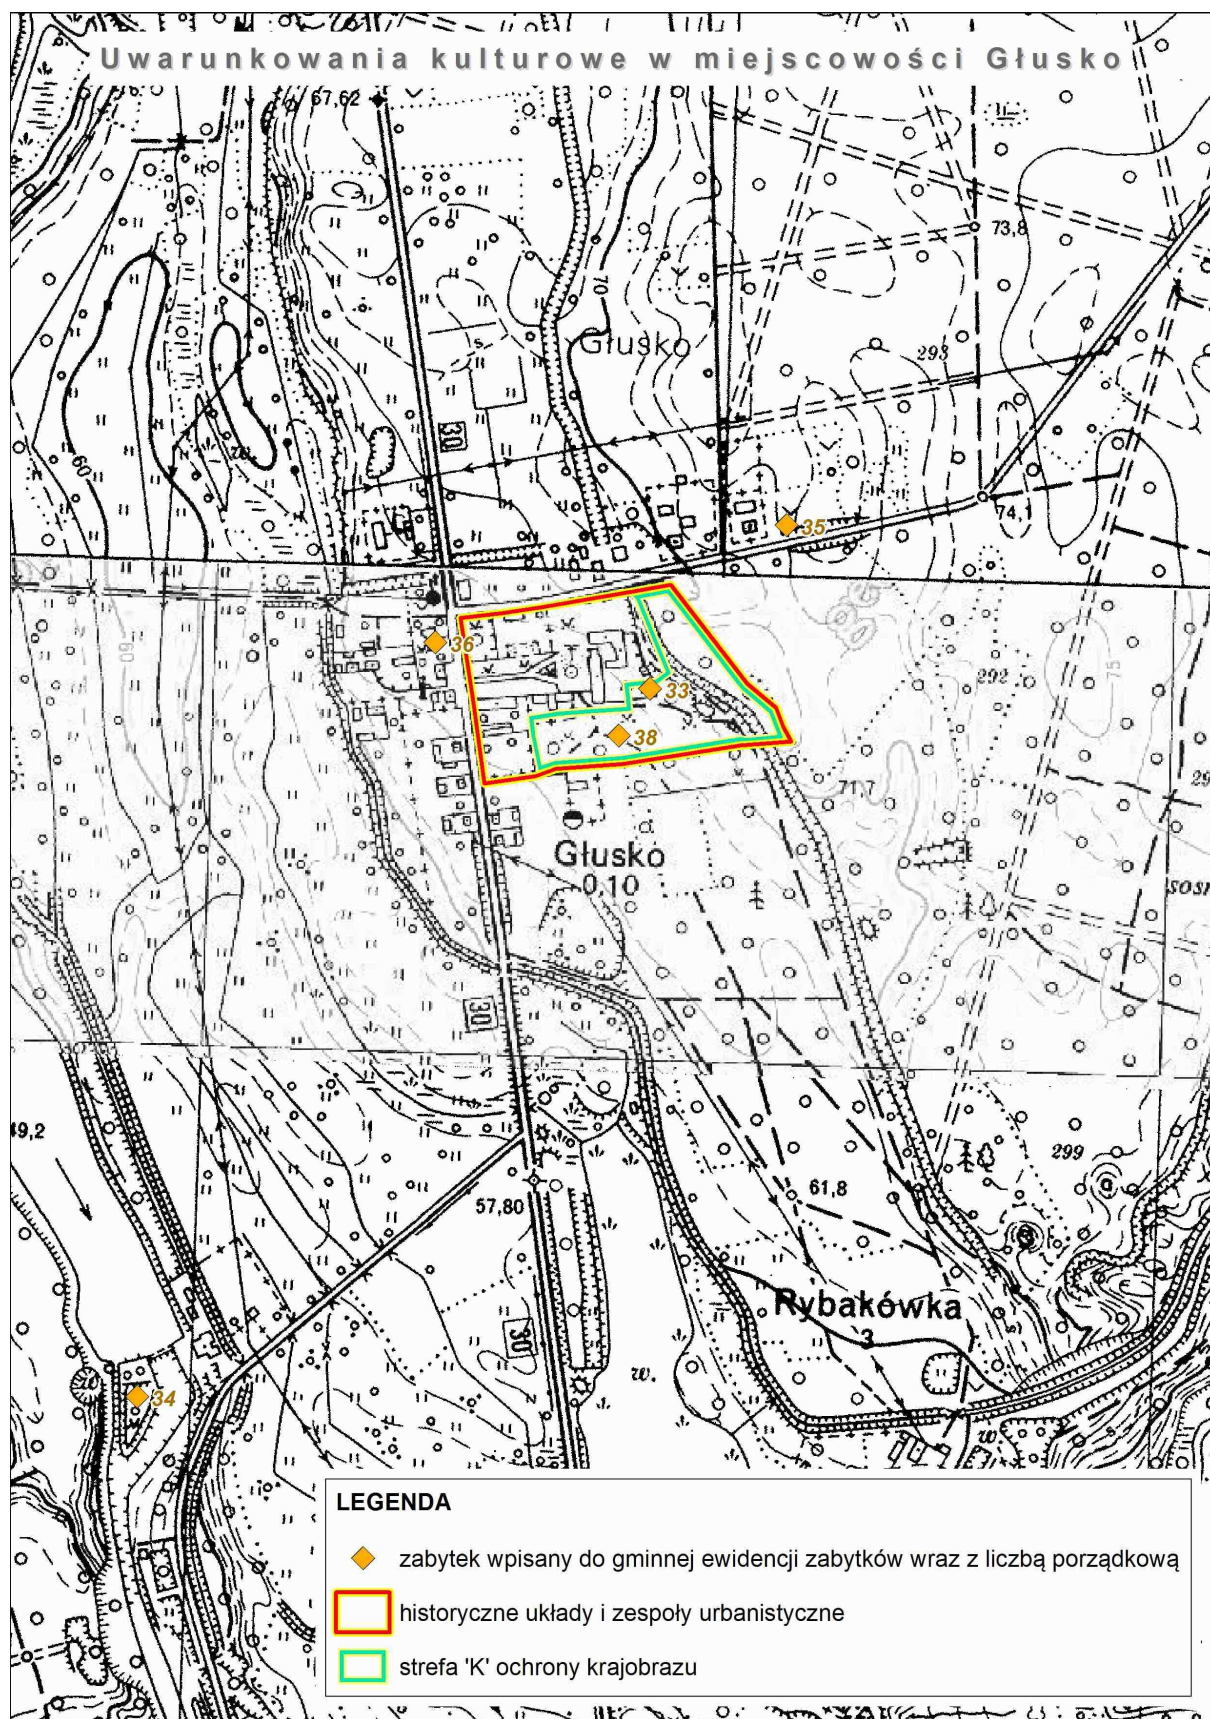 Uwarunkowania kulturowe w miejscowości Głusko
67,62
73,8
70
Głusko
293
30
60
74,1
35
36
33
38
292
71,7
Głusko
0.10
30
49,2
299
61,8
57,80
Rybakówka
3
30
w.
34
w
LEGENDA
zabytek wpisany do gminnej ewidencji zabytków wraz z liczbą porządkową
historyczne układy i zespoły urbanistyczne
strefa 'K' ochrony krajobrazu